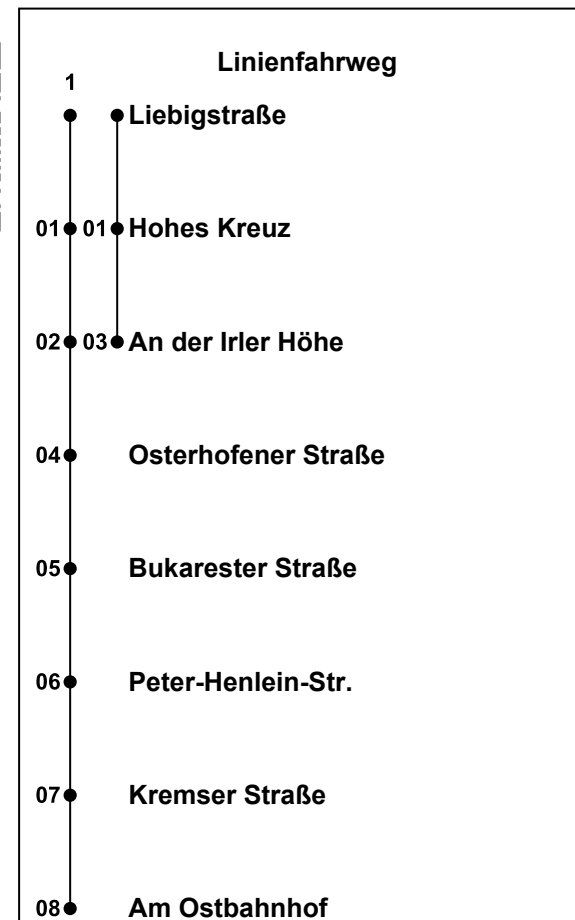 Linienfahrweg
1
Liebigstraße
01 01 Hohes Kreuz
02 03 An der Irler Höhe
04 Osterhofener Straße
05 Bukarester Straße
06 Peter-Henlein-Str.
07 Kremser Straße
08 Am Ostbahnhof